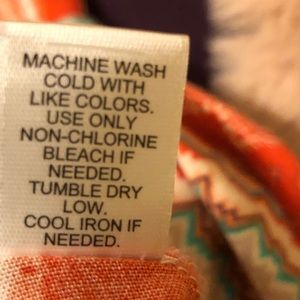 MACHINE WASH
COLD WITH
LIKE COLORS.
USE ONLY
NON-CHLORINE
BLEACH IF
NEEDED.
TUMBLE DRY
LOW.
COOL IRON IF
NEEDED.